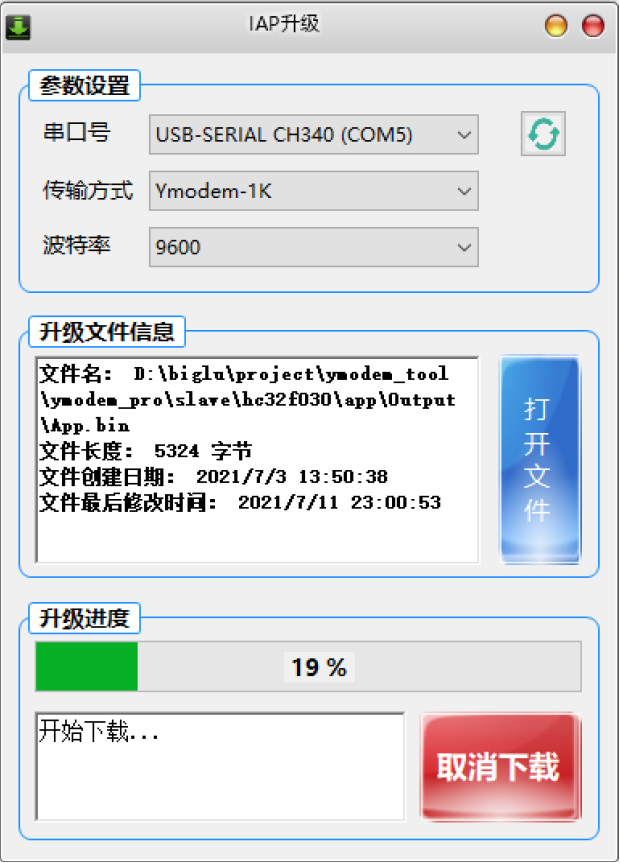 IAP升级
参数设置
串口号
USB-SERIAL CH340 (COM5)
传输方式
Ymodem-1K
波特率
9600
升级文件信息
文件名： D:\biglu\project\ymodem_tool
\ymodem_pro\slave\hc32f030\app\Output
\App.bin
文件长度： 5324 字节
文件创建日期： 2021/7/3 13:50:38
文件最后修改时间： 2021/7/11 23:00:53
打开文件
升级进度
19 %
开始下载...
取消下载